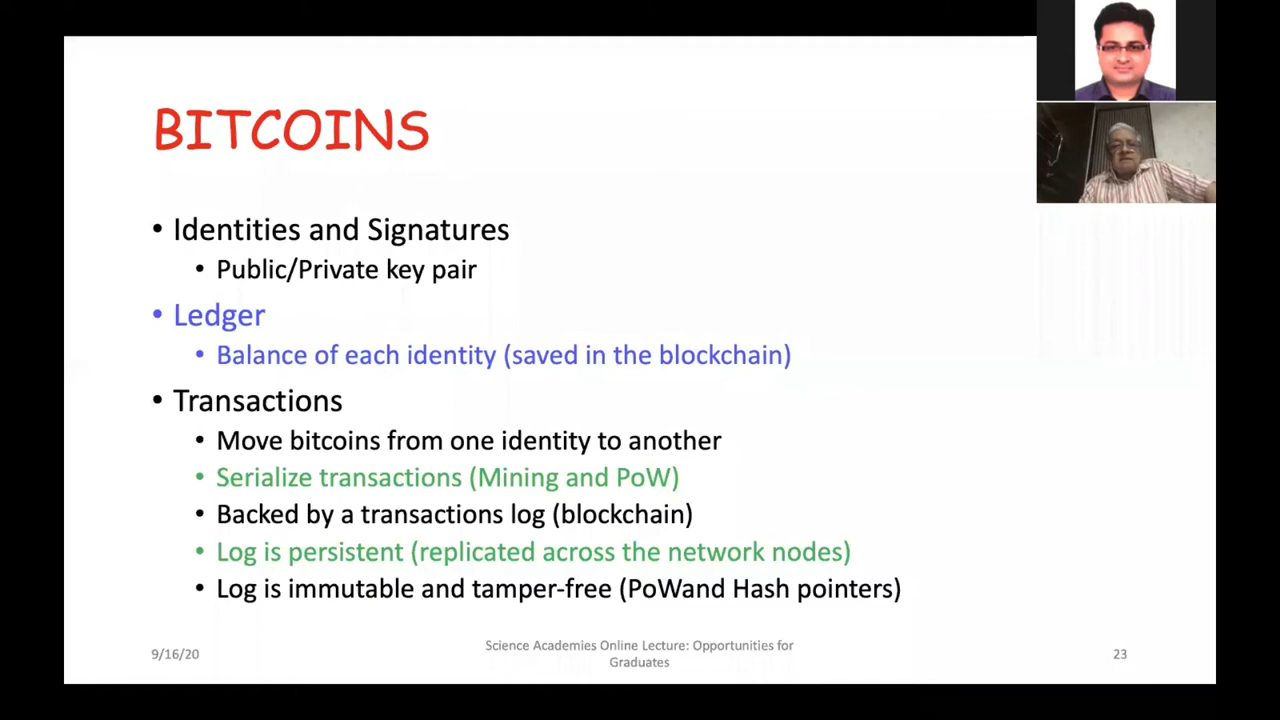 BITCOINS
• Identities and Signatures
• Public/Private key pair
• Ledger
• Balance of each identity (saved in the blockchain)
• Transactions
• Move bitcoins from one identity to another
• Serialize transactions (Mining and PoW)
• Backed by a transactions log (blockchain)
• Log is persistent (replicated across the network nodes)
• Log is immutable and tamper-free (PoWand Hash pointers)
9/16/20
Science Academies Online Lecture: Opportunities for
Graduates
23